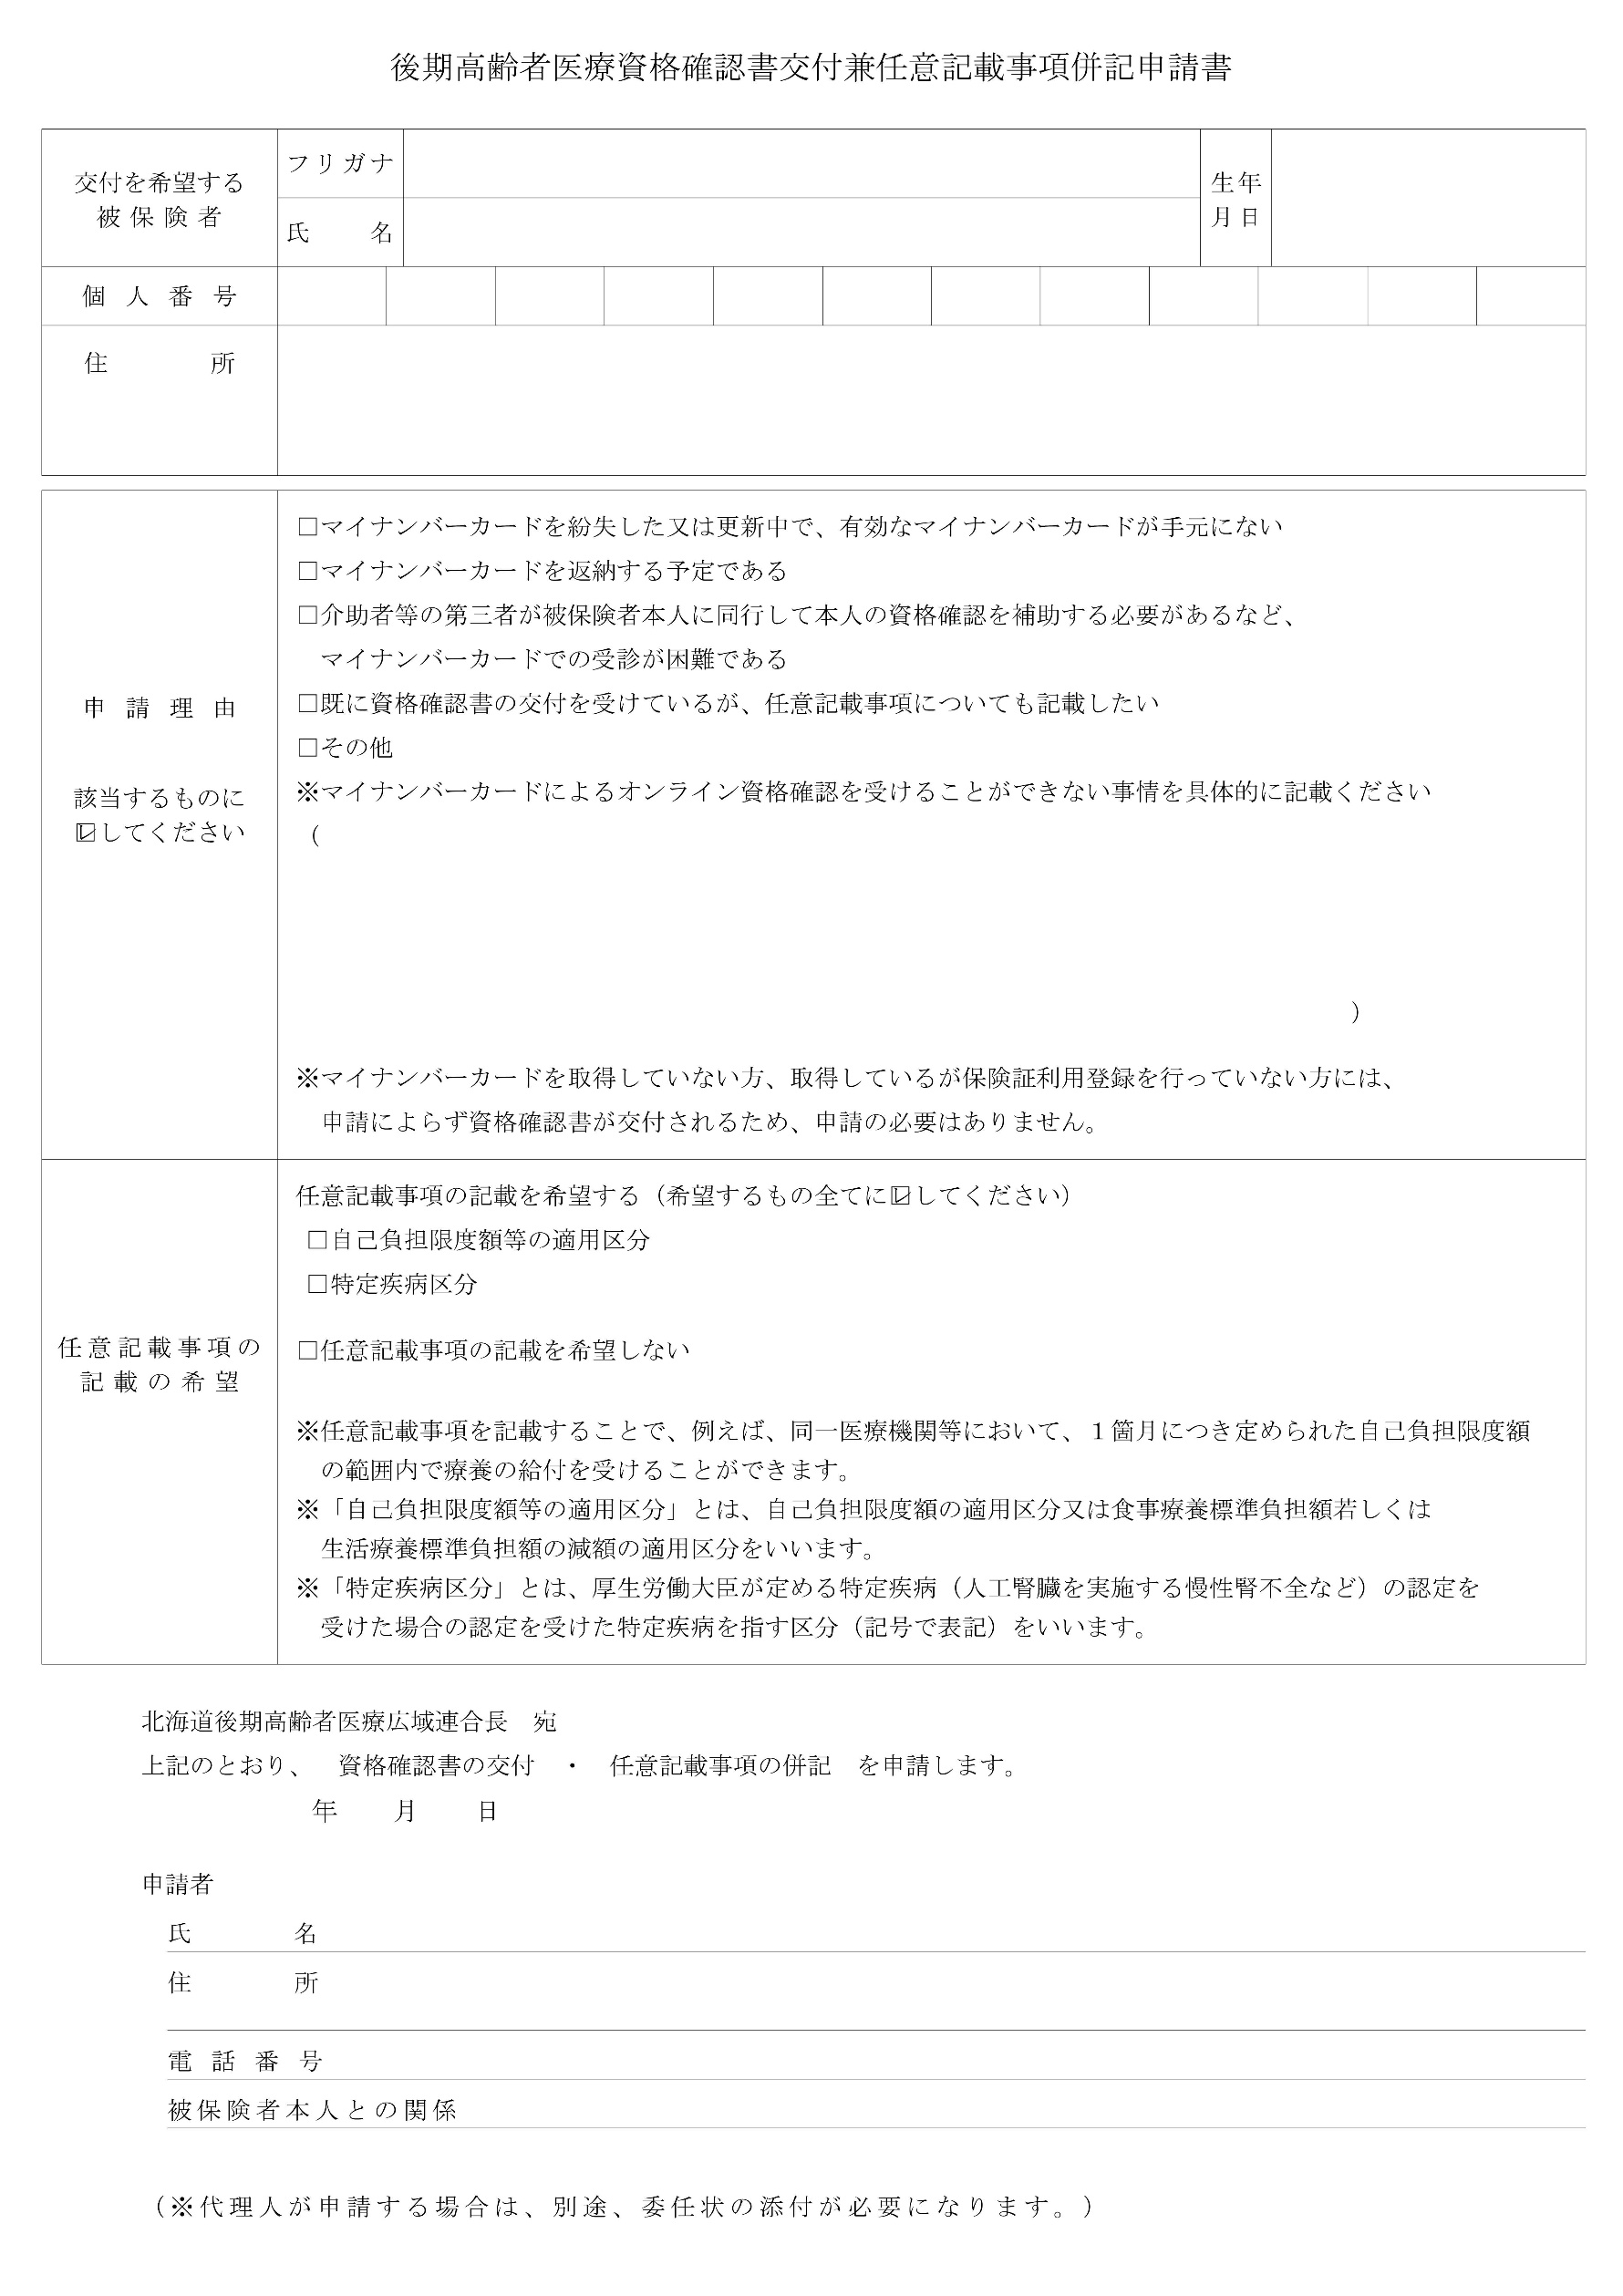 後期高齢者医療資格確認書交付兼任意記載事項併記申請書
交付を希望する
被保険者
フリガナ
氏　　名
生年
月日
個人番号
住　　　　所
申請理由
該当するものに
☑してください
□マイナンバーカードを紛失した又は更新中で、有効なマイナンバーカードが手元にない
□マイナンバーカードを返納する予定である
□介助者等の第三者が被保険者本人に同行して本人の資格確認を補助する必要があるなど、
マイナンバーカードでの受診が困難である
□既に資格確認書の交付を受けているが、任意記載事項についても記載したい
□その他
※マイナンバーカードによるオンライン資格確認を受けることができない事情を具体的に記載ください
（
）
※マイナンバーカードを取得していない方、取得しているが保険証利用登録を行っていない方には、
申請によらず資格確認書が交付されるため、申請の必要はありません。
任意記載事項の
記載の希望
任意記載事項の記載を希望する（希望するもの全てに☑してください）
□自己負担限度額等の適用区分
□特定疾病区分
□任意記載事項の記載を希望しない
※任意記載事項を記載することで、例えば、同一医療機関等において、１箇月につき定められた自己負担限度額
の範囲内で療養の給付を受けることができます。
※「自己負担限度額等の適用区分」とは、自己負担限度額の適用区分又は食事療養標準負担額若しくは
生活療養標準負担額の減額の適用区分をいいます。
※「特定疾病区分」とは、厚生労働大臣が定める特定疾病（人工腎臓を実施する慢性腎不全など）の認定を
受けた場合の認定を受けた特定疾病を指す区分（記号で表記）をいいます。
北海道後期高齢者医療広域連合長　宛
上記のとおり、　資格確認書の交付　・　任意記載事項の併記　を申請します。
年　　月　　日
申請者
氏　　　　名
住　　　　所
電話番号
被保険者本人との関係
（※代理人が申請する場合は、別途、委任状の添付が必要になります。）